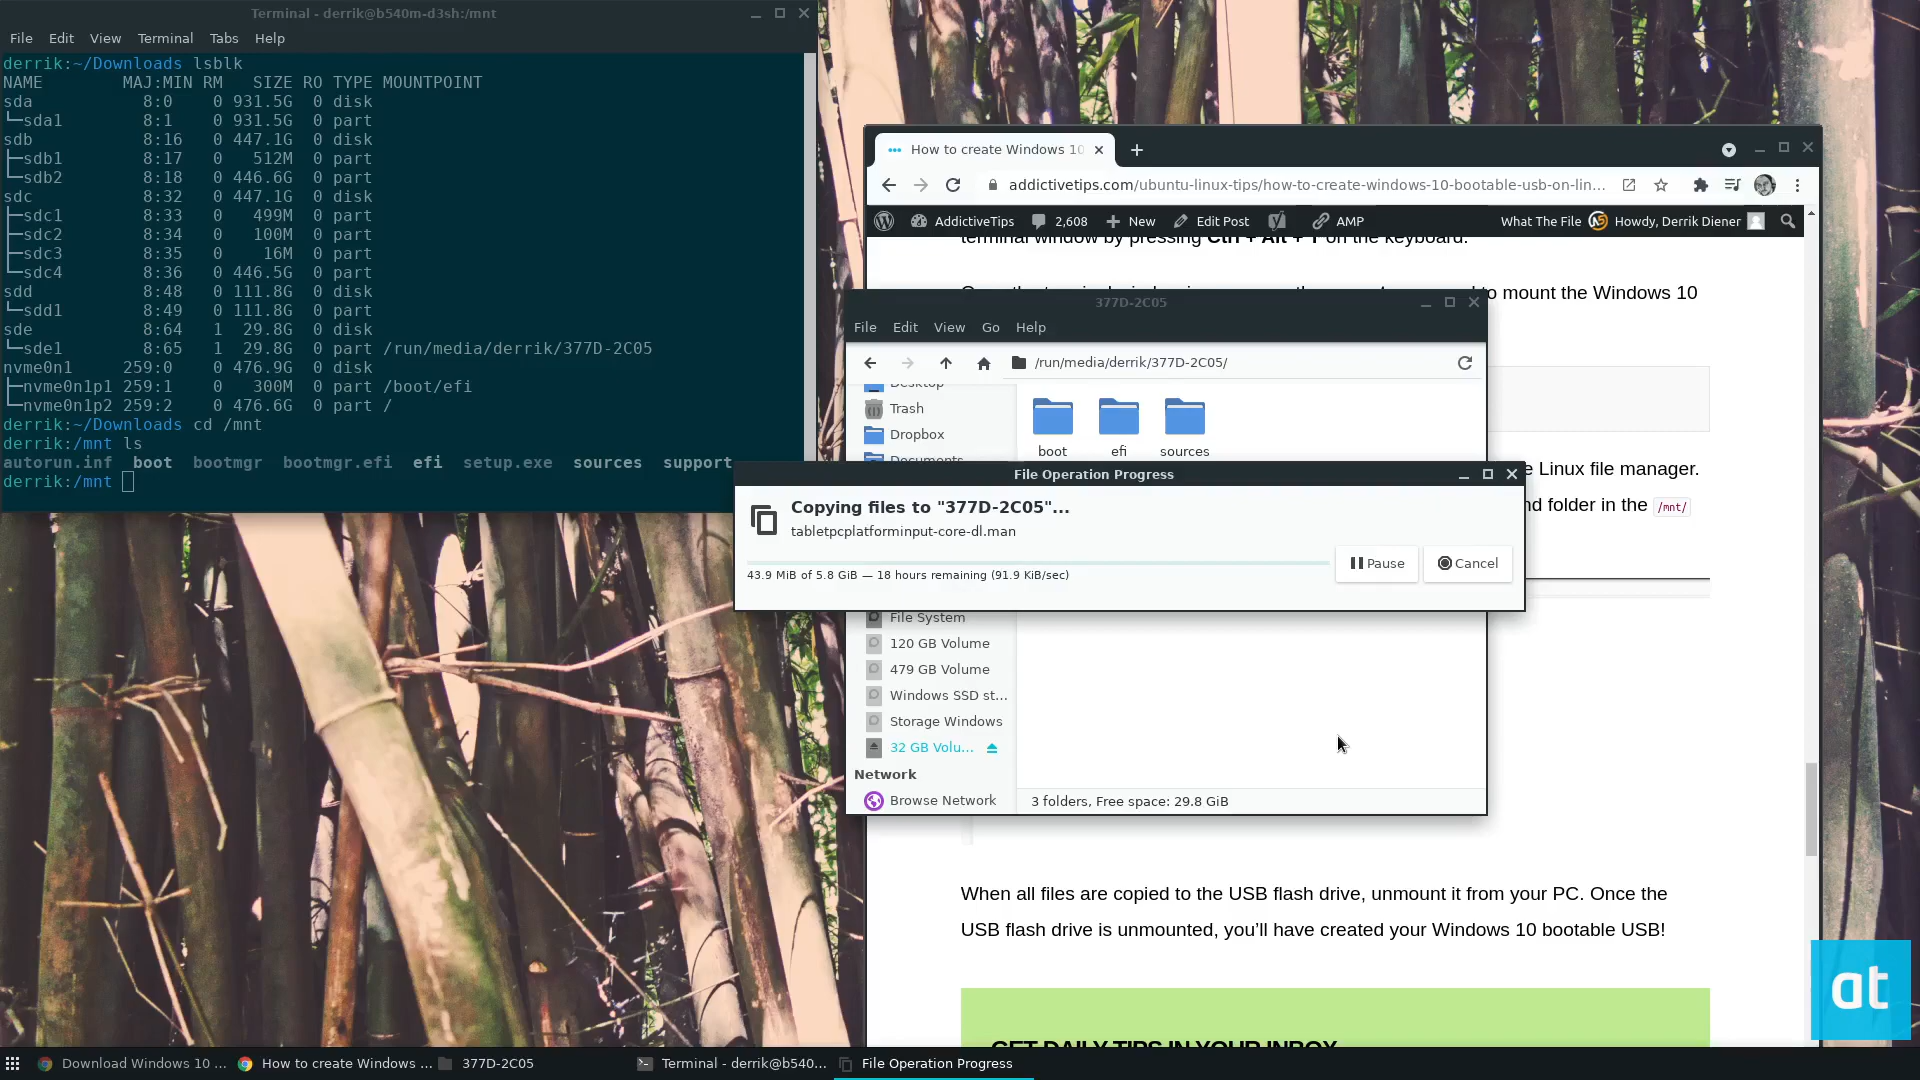 Terminal - derrik@b540m-d3sh:/mnt
File Edit View Terminal Tabs Help
derrik:~/Downloads lsblk
NAME MAJ:MIN RM SIZE RO TYPE MOUNTPOINT
sda 8:0 0 931.5G 0 disk
└─sda1 8:1 0 931.5G 0 part
sdb 8:16 0 447.1G 0 disk
├─sdb1 8:17 0 512M 0 part
└─sdb2 8:18 0 446.6G 0 part
sdc 8:32 0 447.1G 0 disk
├─sdc1 8:33 0 499M 0 part
├─sdc2 8:34 0 100M 0 part
├─sdc3 8:35 0 16M 0 part
└─sdc4 8:36 0 446.5G 0 part
sdd 8:48 0 111.8G 0 disk
└─sdd1 8:49 0 111.8G 0 part
sde 8:64 1 29.8G 0 disk
└─sde1 8:65 1 29.8G 0 part /run/media/derrik/377D-2C05
nvme0n1 259:0 0 476.9G 0 disk
├─nvme0n1p1 259:1 0 300M 0 part /boot/efi
└─nvme0n1p2 259:2 0 476.6G 0 part /
derrik:~/Downloads cd /mnt
derrik:/mnt ls
autorun.inf boot bootmgr bootmgr.efi efi setup.exe sources support
derrik:/mnt
How to create Windows 10
addictivetips.com/ubuntu-linux-tips/how-to-create-windows-10-bootable-usb-on-lin...
AddictiveTips 2,608 New Edit Post AMP What The File Howdy, Derrik Diener
terminal window by pressing Ctrl + Alt + T on the keyboard.
to mount the Windows 10
377D-2C05
File Edit View Go Help
/run/media/derrik/377D-2C05/
Desktop
Trash
Dropbox
Documents
boot efi sources
Linux file manager.
folder in the /mnt/
File Operation Progress
Copying files to "377D-2C05"...
tabletpcplatforminput-core-dl.man
43.9 MiB of 5.8 GiB — 18 hours remaining (91.9 KiB/sec)
Pause Cancel
File System
120 GB Volume
479 GB Volume
Windows SSD st...
Storage Windows
32 GB Volu...
Network
Browse Network
3 folders, Free space: 29.8 GiB
When all files are copied to the USB flash drive, unmount it from your PC. Once the
USB flash drive is unmounted, you’ll have created your Windows 10 bootable USB!
GET DAILY TIPS IN YOUR INBOX
at
Download Windows 10 ... How to create Windows ... 377D-2C05 Terminal - derrik@b540... File Operation Progress